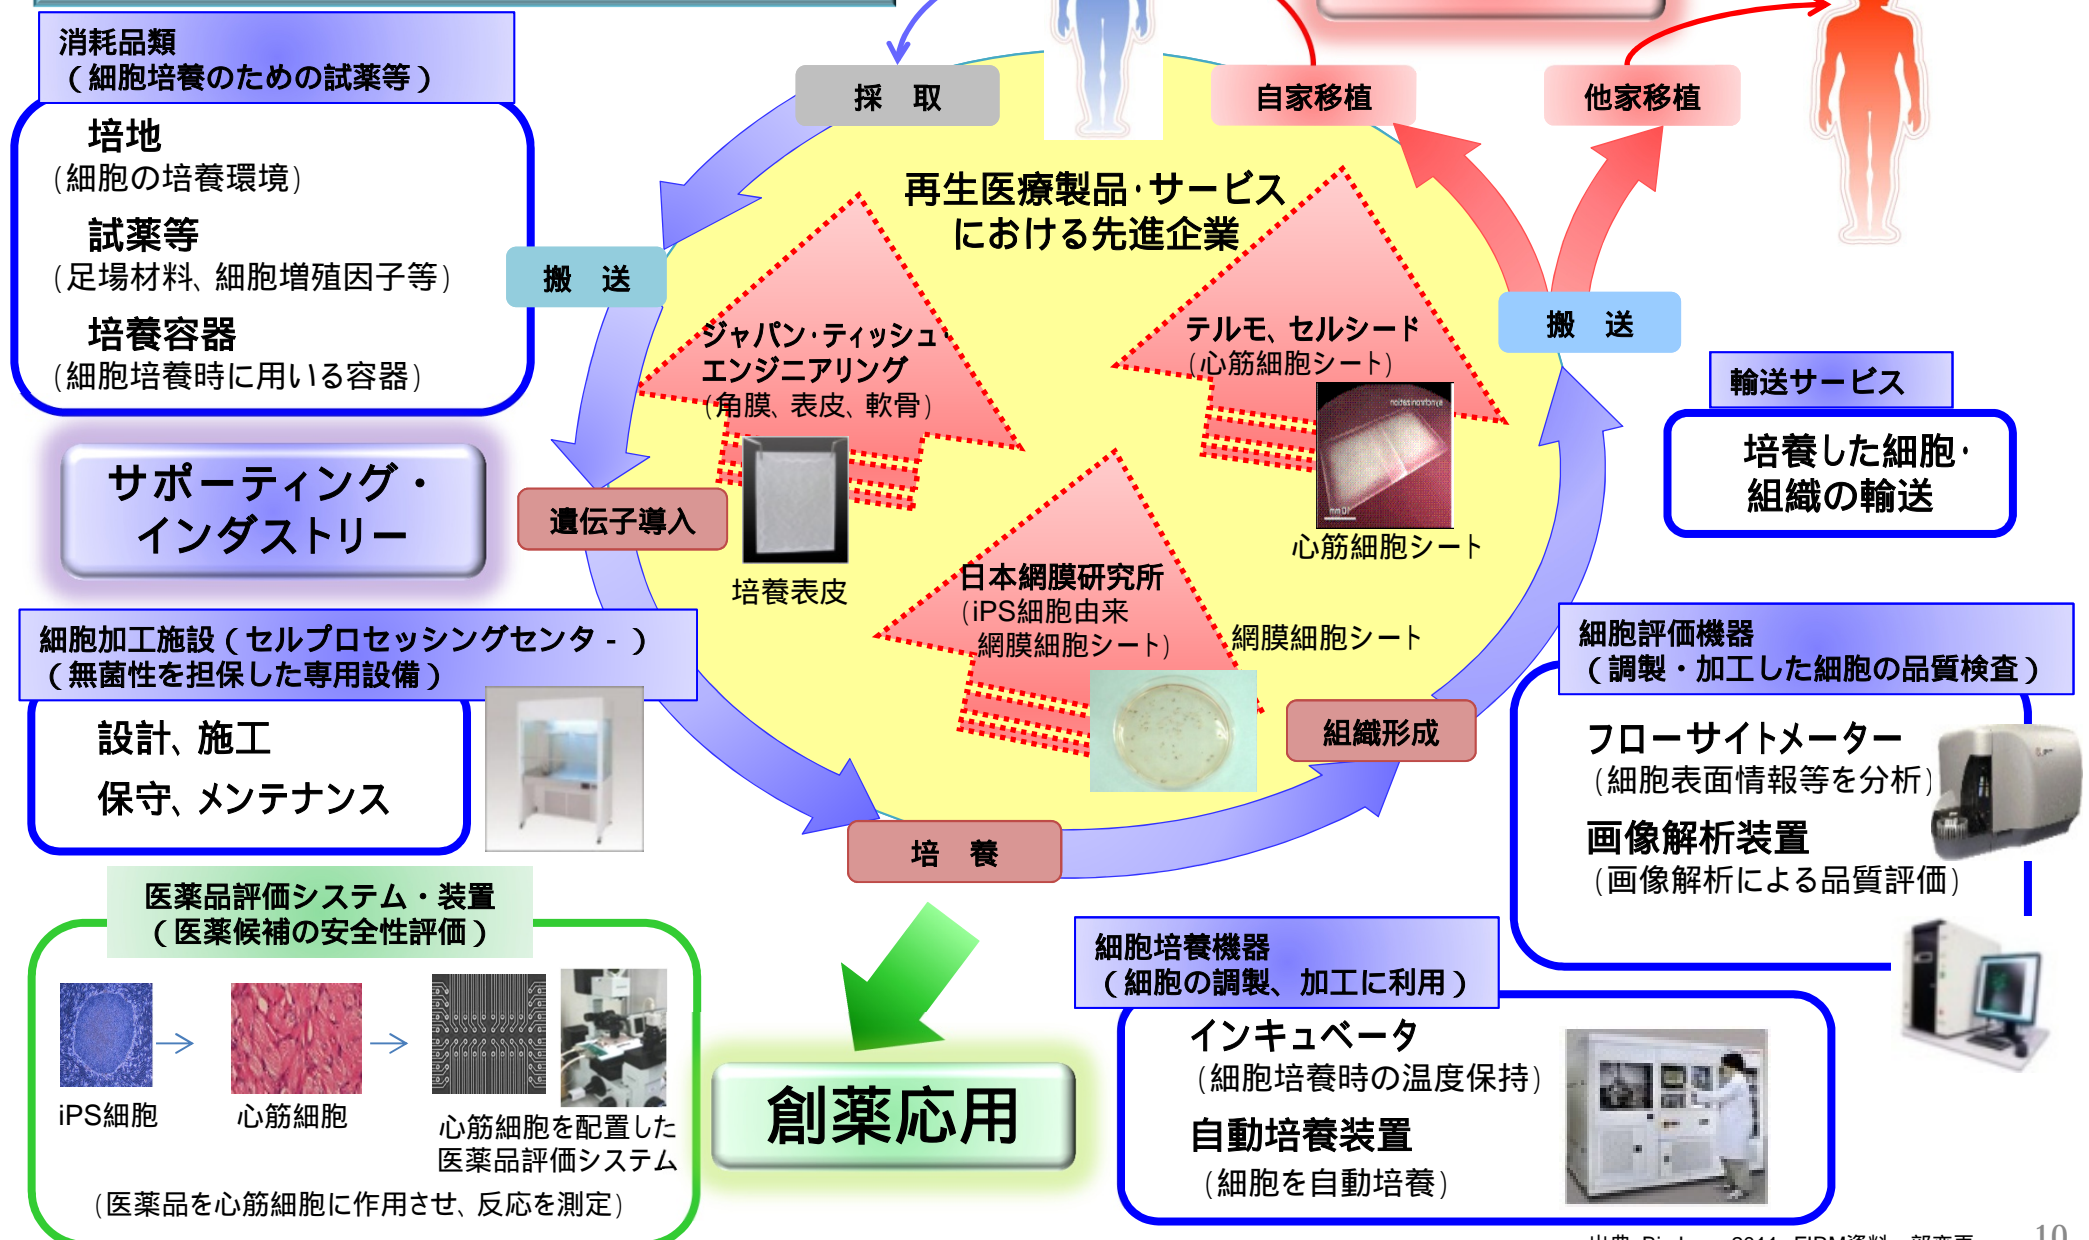 消耗品類
（細胞培養のための試薬等）
培地
(細胞の培養環境)
試薬等
(足場材料、細胞増殖因子等)
培養容器
(細胞培養時に用いる容器)
サポーティング・
インダストリー
細胞加工施設（セルプロセッシングセンタ-）
（無菌性を担保した専用設備）
設計、施工
保守、メンテナンス
医薬品評価システム・装置
（医薬候補の安全性評価）
iPS細胞
心筋細胞
心筋細胞を配置した
医薬品評価システム
(医薬品を心筋細胞に作用させ、反応を測定)
採　取
搬　送
遺伝子導入
培　養
組織形成
搬　送
自家移植
他家移植
再生医療製品・サービス
における先進企業
ジャパン・ティッシュ・
エンジニアリング
(角膜、表皮、軟骨)
培養表皮
テルモ、セルシード
(心筋細胞シート)
10 mm
心筋細胞シート
日本網膜研究所
(iPS細胞由来
網膜細胞シート)
網膜細胞シート
創薬応用
輸送サービス
培養した細胞・
組織の輸送
細胞評価機器
（調製・加工した細胞の品質検査）
フローサイトメーター
(細胞表面情報等を分析)
画像解析装置
(画像解析による品質評価)
細胞培養機器
（細胞の調製、加工に利用）
インキュベータ
(細胞培養時の温度保持)
自動培養装置
(細胞を自動培養)
10